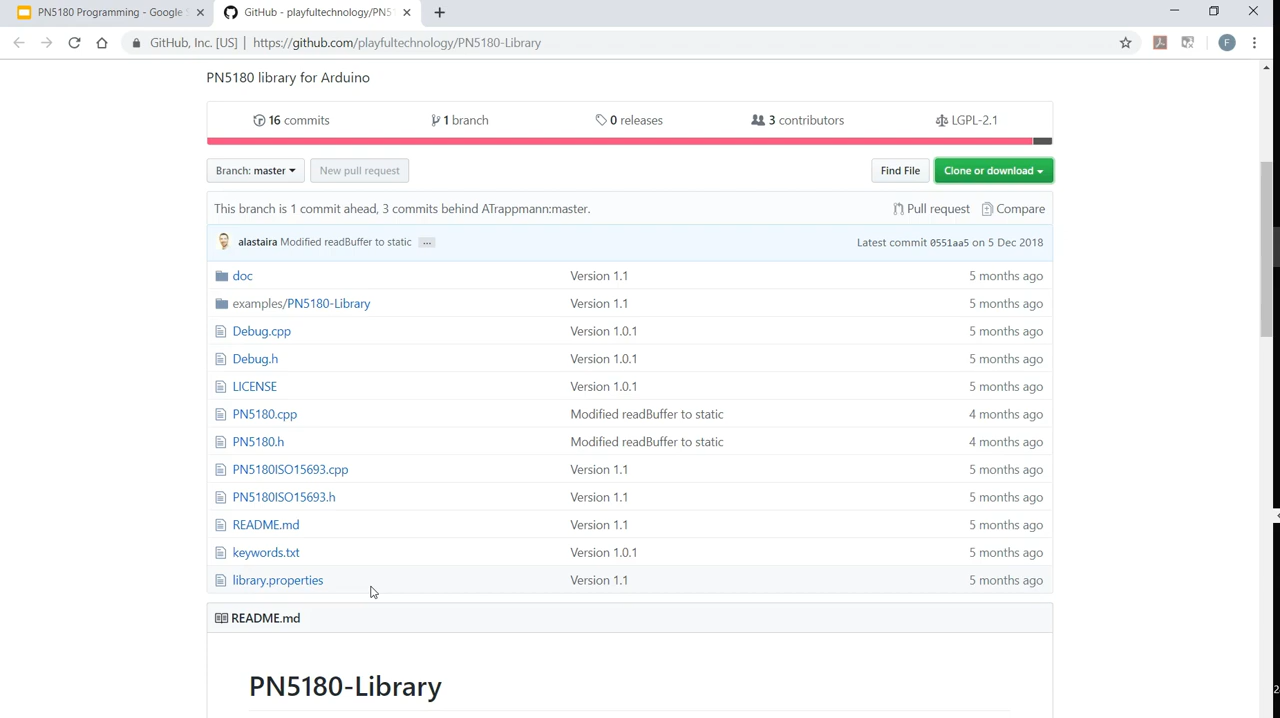 PN5180 Programming - Google S
GitHub - playfultechnology/PN51
GitHub, Inc. [US] | https://github.com/playfultechnology/PN5180-Library
F
PN5180 library for Arduino
16 commits 1 branch 0 releases 3 contributors LGPL-2.1
Branch: master New pull request Find File Clone or download
This branch is 1 commit ahead, 3 commits behind ATrappmann:master. Pull request Compare
alastaira Modified readBuffer to static ... Latest commit 0551aa5 on 5 Dec 2018
doc Version 1.1 5 months ago
examples/PN5180-Library Version 1.1 5 months ago
Debug.cpp Version 1.0.1 5 months ago
Debug.h Version 1.0.1 5 months ago
LICENSE Version 1.0.1 5 months ago
PN5180.cpp Modified readBuffer to static 4 months ago
PN5180.h Modified readBuffer to static 4 months ago
PN5180ISO15693.cpp Version 1.1 5 months ago
PN5180ISO15693.h Version 1.1 5 months ago
README.md Version 1.1 5 months ago
keywords.txt Version 1.0.1 5 months ago
library.properties Version 1.1 5 months ago
README.md
PN5180-Library